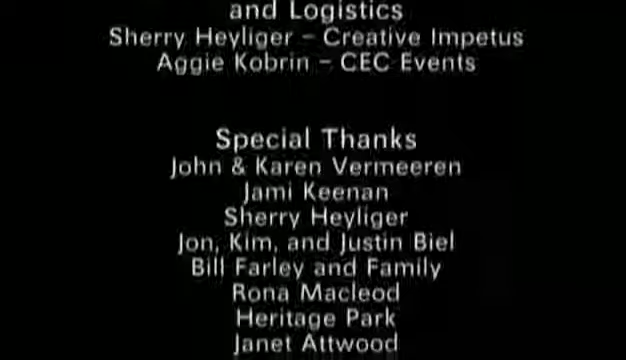 and Logistics
Sherry Heyliger – Creative Impetus
Aggie Kobrin – CEC Events
Special Thanks
John & Karen Vermeeren
Jami Keenan
Sherry Heyliger
Jon, Kim, and Justin Biel
Bill Farley and Family
Rona Macleod
Heritage Park
Janet Attwood